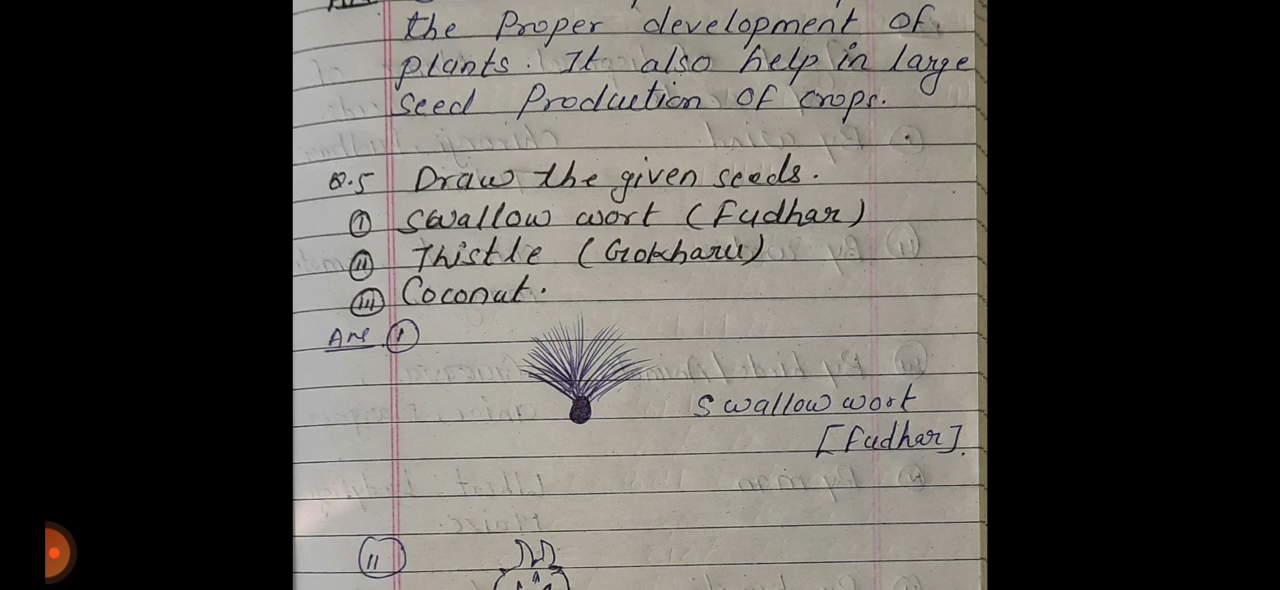 the Proper development of
plants. It also help in large
seed Production of crops.
Q.5 Draw the given seeds.
(i) Swallow wort (Fudhar)
(ii) Thistle (Gokharu)
(iii) Coconut.
Ans (i)
Swallow wort
[Fudhar].
(ii)